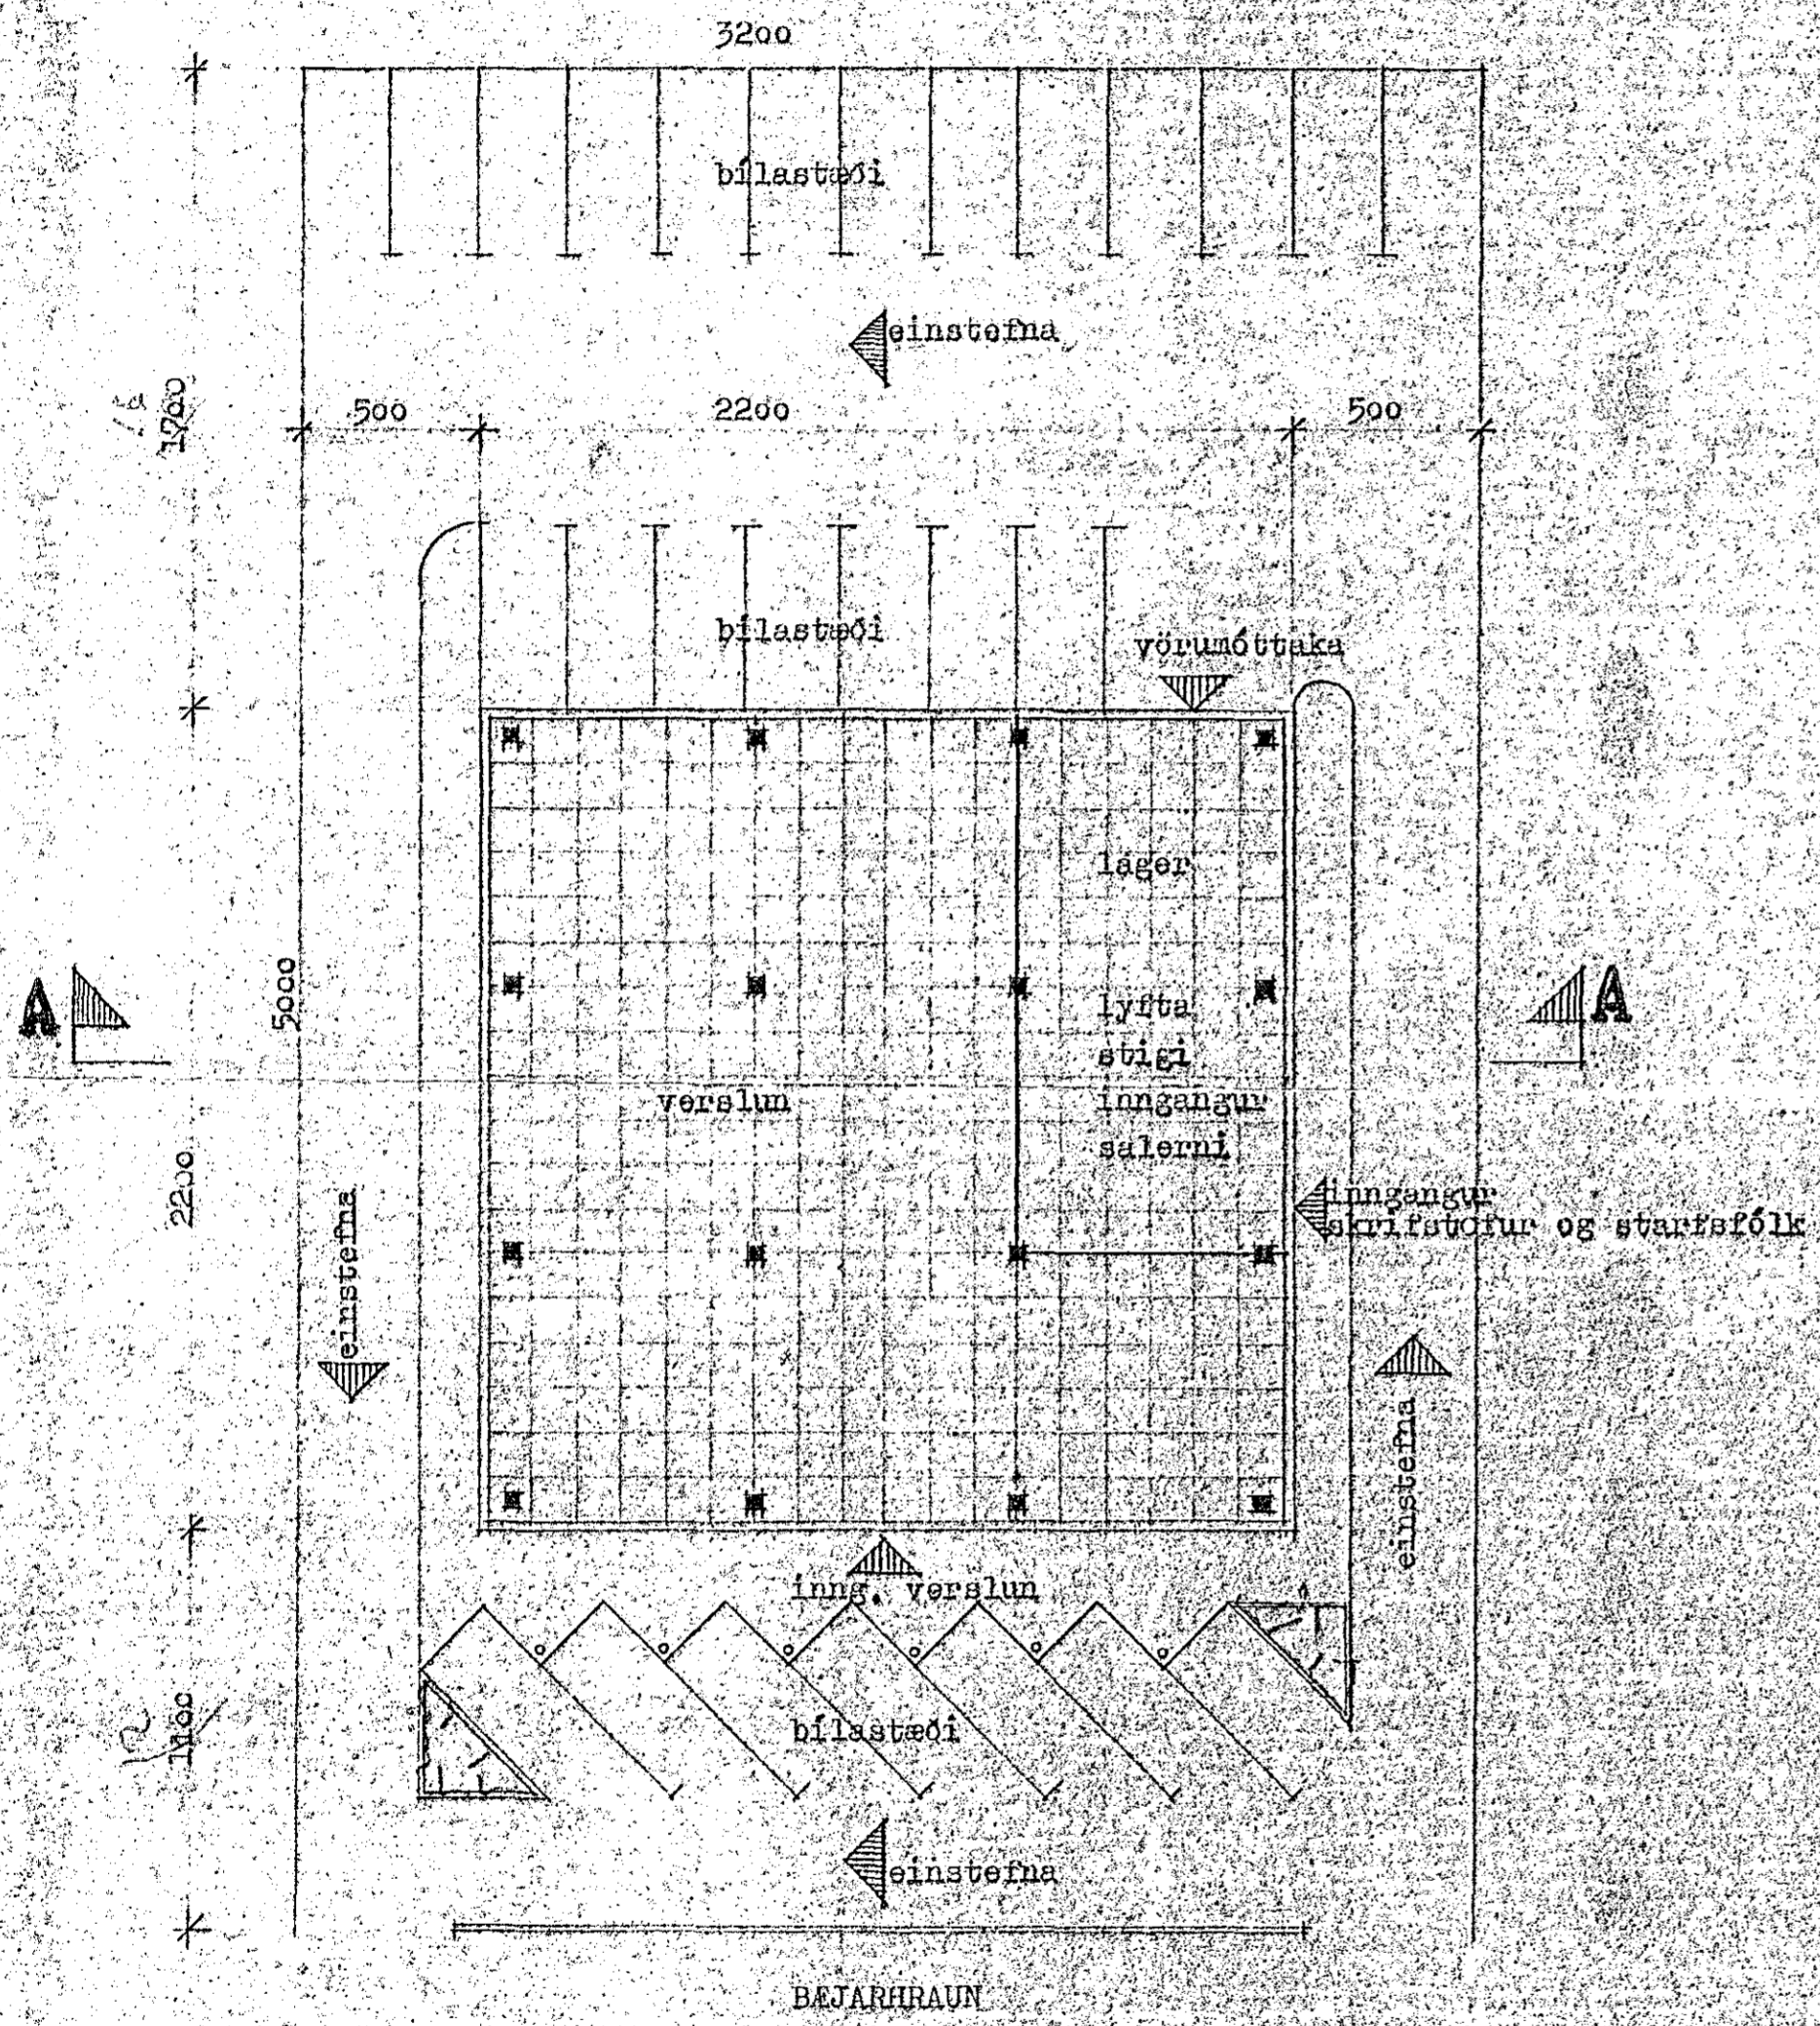 3200
bílastæði
einstefna
1700
500
2200
500
bílastæði
vörumóttaka
lager
A
5000
lyfta
A
stigi
verslun
inngangur
salerni
2200
einstefna
inngangur
skrifstofur og starfsfólk
einstefna
inng. verslun
12
1100
bílastæði
einstefna
BÆJARHRAUN